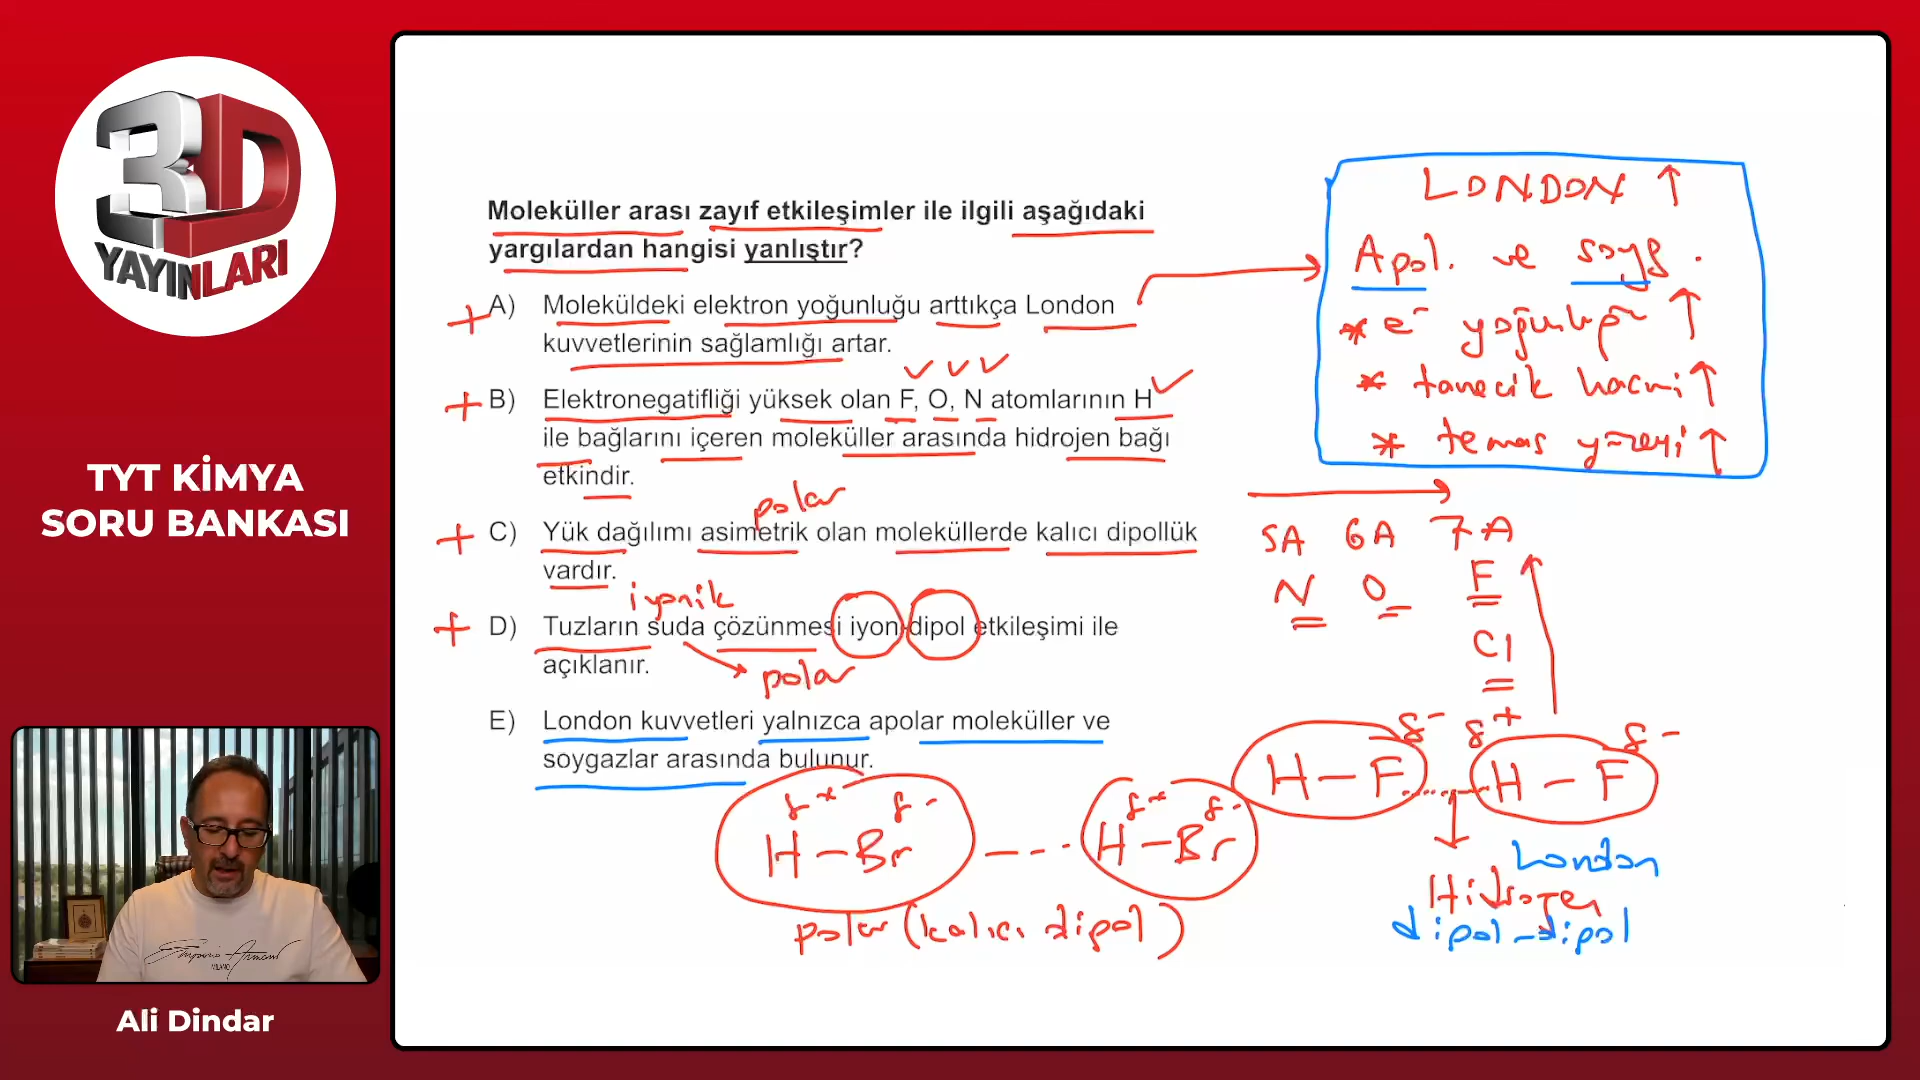 3D
YAYINLARI
TYT KİMYA
SORU BANKASI
Ali Dindar
Moleküller arası zayıf etkileşimler ile ilgili aşağıdaki
yargılardan hangisi yanlıştır?
+ A) Moleküldeki elektron yoğunluğu arttıkça London
kuvvetlerinin sağlamlığı artar.
+ B) Elektronegatifliği yüksek olan F, O, N atomlarının H
ile bağlarını içeren moleküller arasında hidrojen bağı
etkindir.
polar
+ C) Yük dağılımı asimetrik olan moleküllerde kalıcı dipollük
vardır.
iyonik
+ D) Tuzların suda çözünmesi iyon-dipol etkileşimi ile
açıklanır.
polar
E) London kuvvetleri yalnızca apolar moleküller ve
soygazlar arasında bulunur.
δ+ δ- δ+ δ-
H-Br ---- H-Br
polar (kalıcı dipol)
LONDON ↑
Apol. ve soyg.
* e- yoğunluğu ↑
* tanecik hacmi ↑
* temas yüzeyi ↑
5A 6A 7A
N O F
Cl
δ- δ+ δ-
H-F ...... H-F
London
Hidrojen
dipol-dipol
MILANO